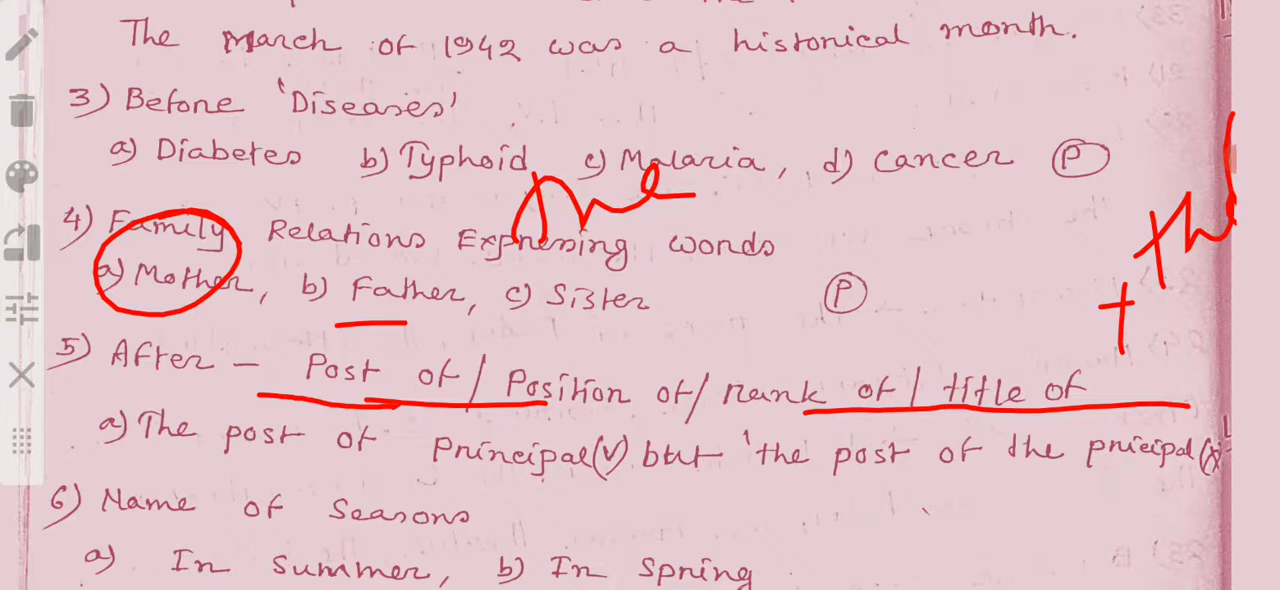 The March of 1942 was a historical month.
3) Before 'Diseases'
a) Diabetes b) Typhoid c) Malaria, d) Cancer (P)
the
4) Family Relations Expressing words
a) Mother, b) Father, c) Sister (P)
+ the
5) After – Post of / Position of / rank of / title of
a) The post of Principal (v) but 'the post of the pricipal (x)'
6) Name of Seasons
a) In Summer, b) In Spring